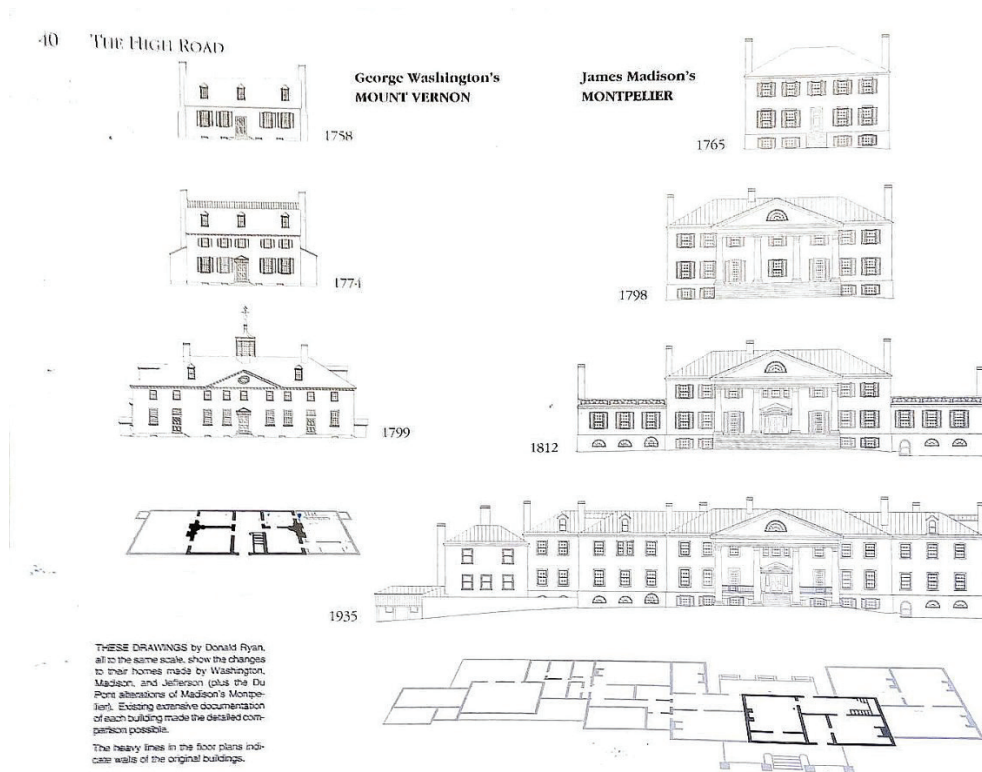 40 THE HIGH ROAD
George Washington's
MOUNT VERNON
James Madison's
MONTPELIER
1758
1765
1774
1798
1799
1812
1935
THESE DRAWINGS by Donald Ryan,
all to the same scale, show the changes
to their homes made by Washington,
Madison, and Jefferson (plus the Du
Pont alterations of Madison's Montpe-
lier). Existing extensive documentation
of each building made the detailed com-
parison possible.
The heavy lines in the floor plans indi-
cate walls of the original buildings.